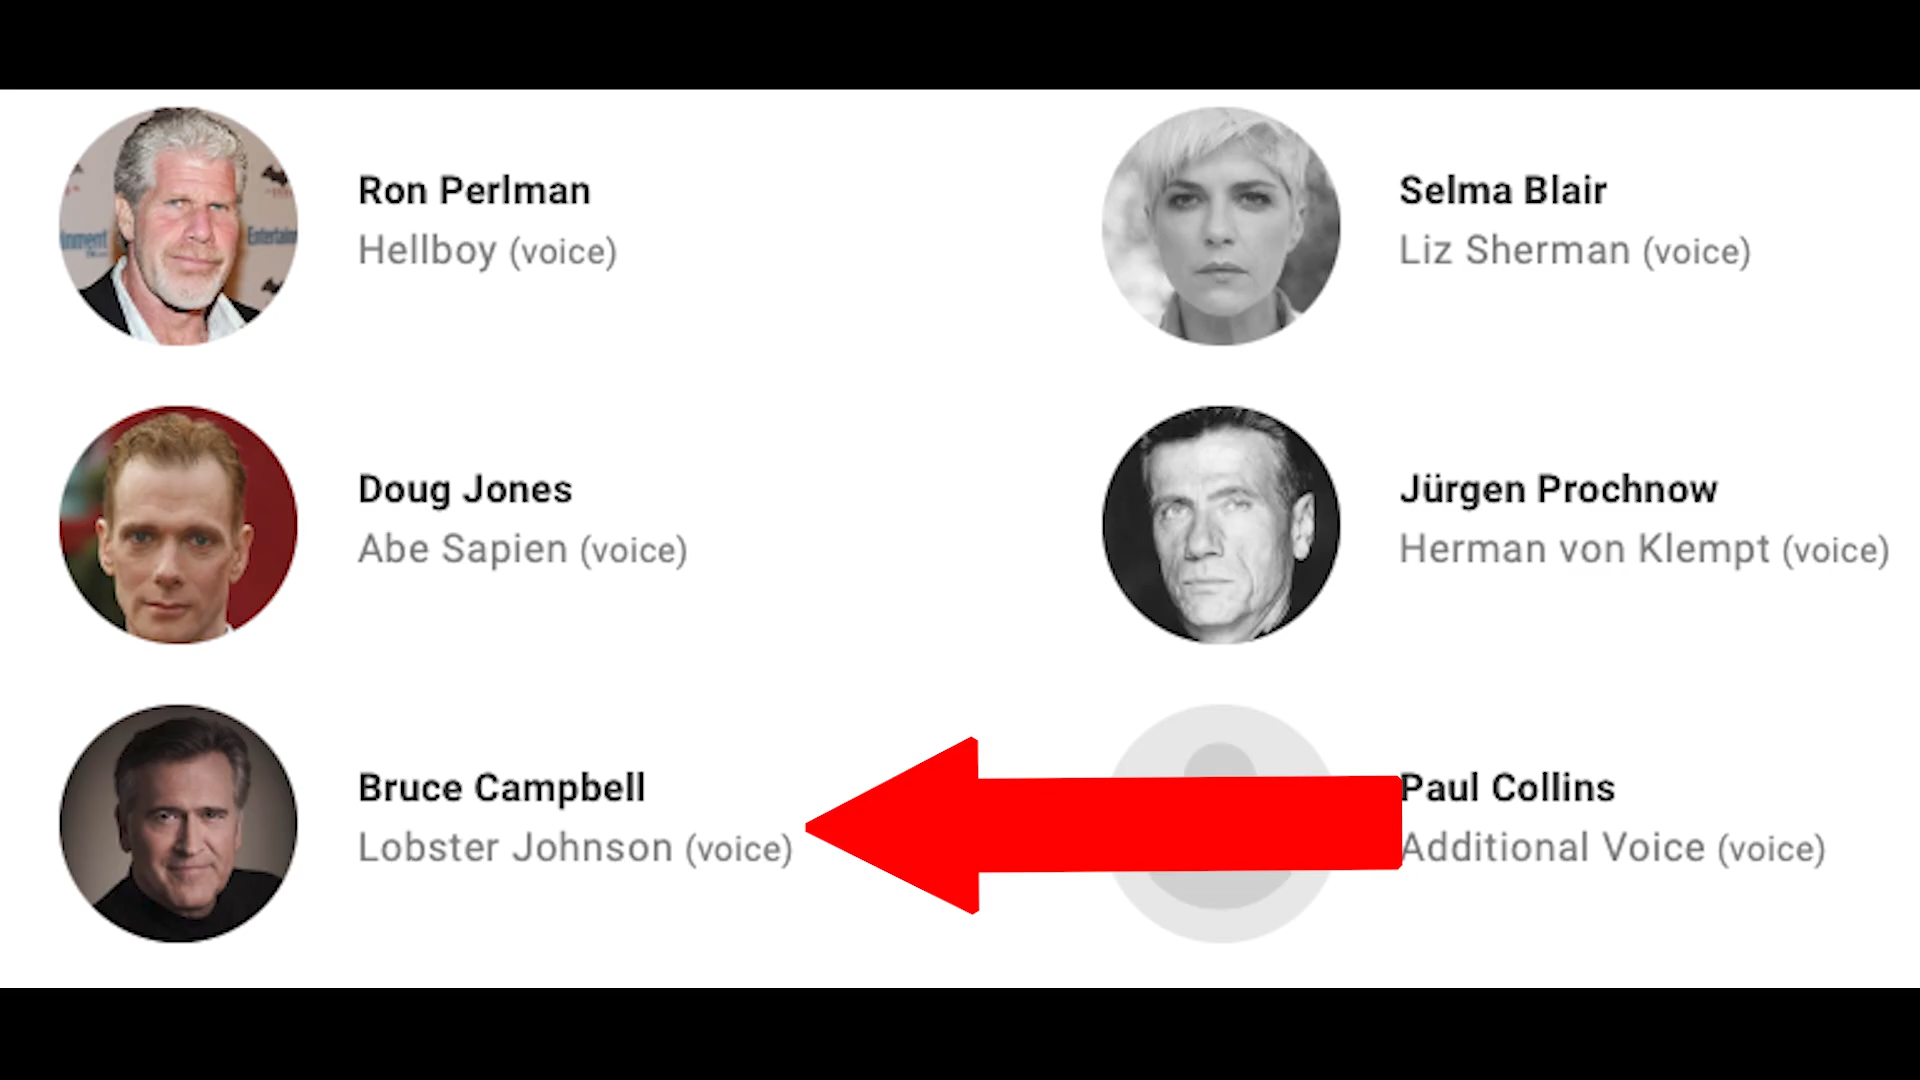 Ron Perlman
Hellboy (voice)
Selma Blair
Liz Sherman (voice)
Doug Jones
Abe Sapien (voice)
Jürgen Prochnow
Herman von Klempt (voice)
Bruce Campbell
Lobster Johnson (voice)
Paul Collins
Additional Voice (voice)